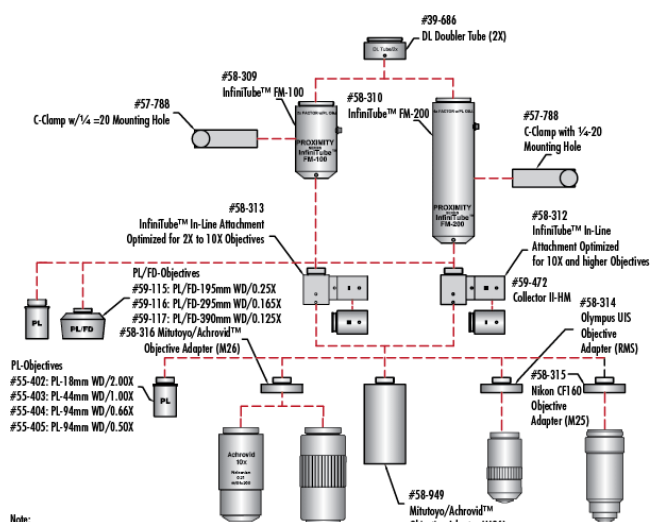 #39-686
DL Doubler Tube (2X)
DL Tube/2x
#58-309
InfiniTube™ FM-100
#58-310
InfiniTube™ FM-200
#57-788
C-Clamp w/¼ =20 Mounting Hole
#57-788
C-Clamp with ¼-20
Mounting Hole
PROXIMITY
InfiniTube™
FM-100
PROXIMITY
InfiniTube™
FM-200
#58-313
InfiniTube™ In-Line Attachment
Optimized for 2X to 10X Objectives
#58-312
InfiniTube™ In-Line
Attachment Optimized
for 10X and higher Objectives
#59-472
Collector II-HM
PL/FD-Objectives
#59-115: PL/FD-195mm WD/0.25X
#59-116: PL/FD-295mm WD/0.165X
#59-117: PL/FD-390mm WD/0.125X
PL
PL/FD
#58-316 Mitutoyo/Achrovid™
Objective Adapter (M26)
#58-314
Olympus UIS
Objective
Adapter (RMS)
#58-315
Nikon CF160
Objective
Adapter (M25)
PL-Objectives
#55-402: PL-18mm WD/2.00X
#55-403: PL-44mm WD/1.00X
#55-404: PL-94mm WD/0.66X
#55-405: PL-94mm WD/0.50X
PL
Achrovid
10x
#58-949
Mitutoyo/Achrovid™
Note: